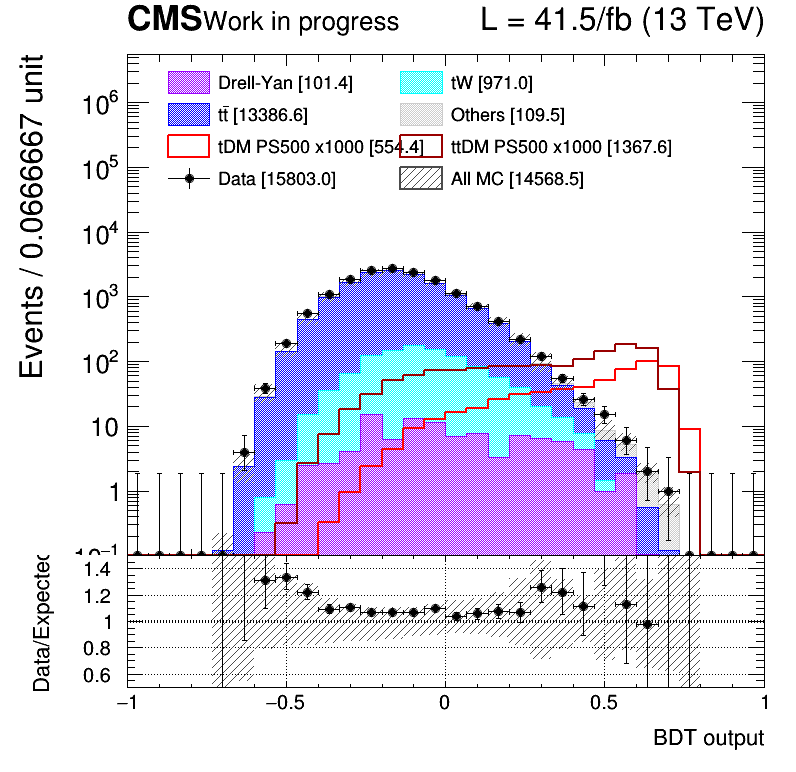 CMS Work in progress L = 41.5/fb (13 TeV)
Events / 0.0666667 unit
Drell-Yan [101.4] tW [971.0]
tt̄ [13386.6] Others [109.5]
tDM PS500 x1000 [554.4] ttDM PS500 x1000 [1367.6]
Data [15803.0] All MC [14568.5]
10⁶
10⁵
10⁴
10³
10²
10
1
10⁻¹
Data/Expected
1.4
1.2
1
0.8
0.6
−1 −0.5 0 0.5 1
BDT output